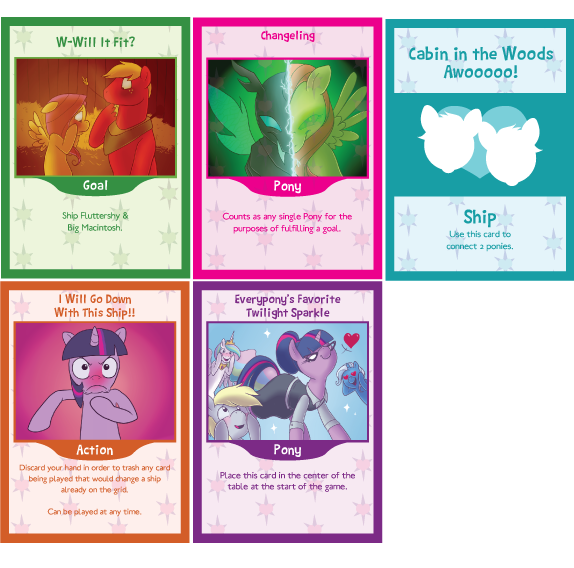 W-Will It Fit?
Goal
Ship Fluttershy &
Big Macintosh.
Changeling
Pony
Counts as any single Pony for the
purposes of fulfilling a goal.
Cabin in the Woods
Awooooo!
Ship
Use this card to
connect 2 ponies.
I Will Go Down
With This Ship!!
Action
Discard your hand in order to trash any card
being played that would change a ship
already on the grid.
Can be played at any time.
Everypony's Favorite
Twilight Sparkle
Pony
Place this card in the center of the
table at the start of the game.